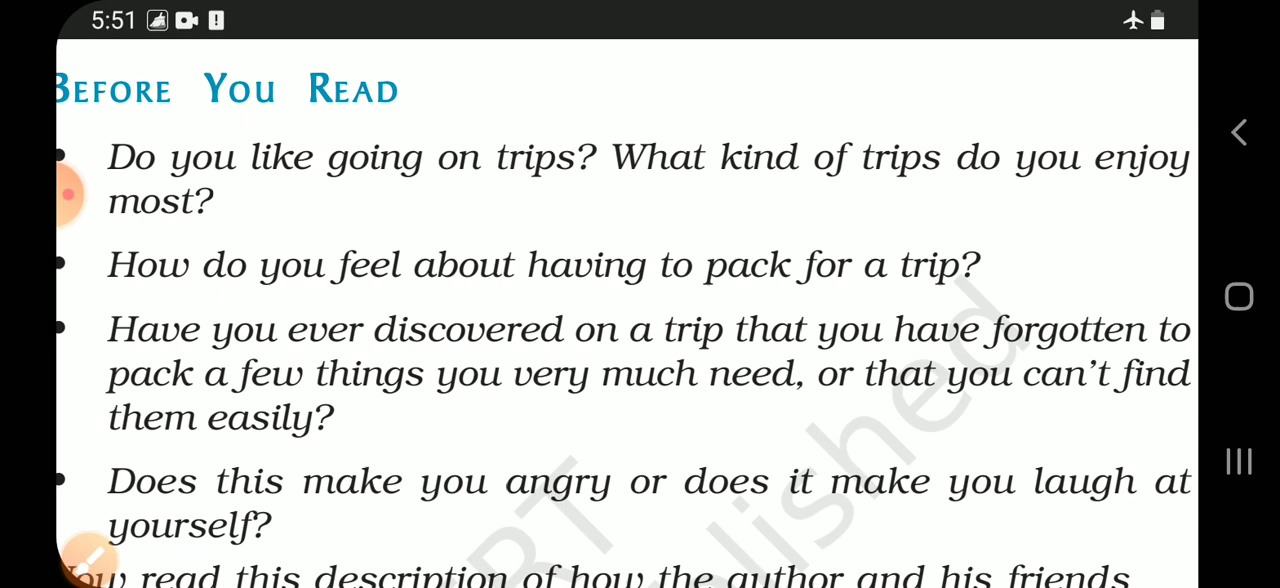 5:51
BEFORE YOU READ
Do you like going on trips? What kind of trips do you enjoy
most?
How do you feel about having to pack for a trip?
Have you ever discovered on a trip that you have forgotten to
pack a few things you very much need, or that you can't find
them easily?
Does this make you angry or does it make you laugh at
yourself?
Now read this description of how the author and his friends